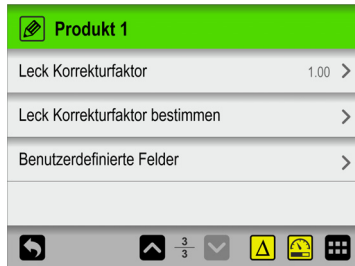 Produkt 1
Leck Korrekturfaktor 1.00
Leck Korrekturfaktor bestimmen
Benutzerdefinierte Felder
3
3
Δ